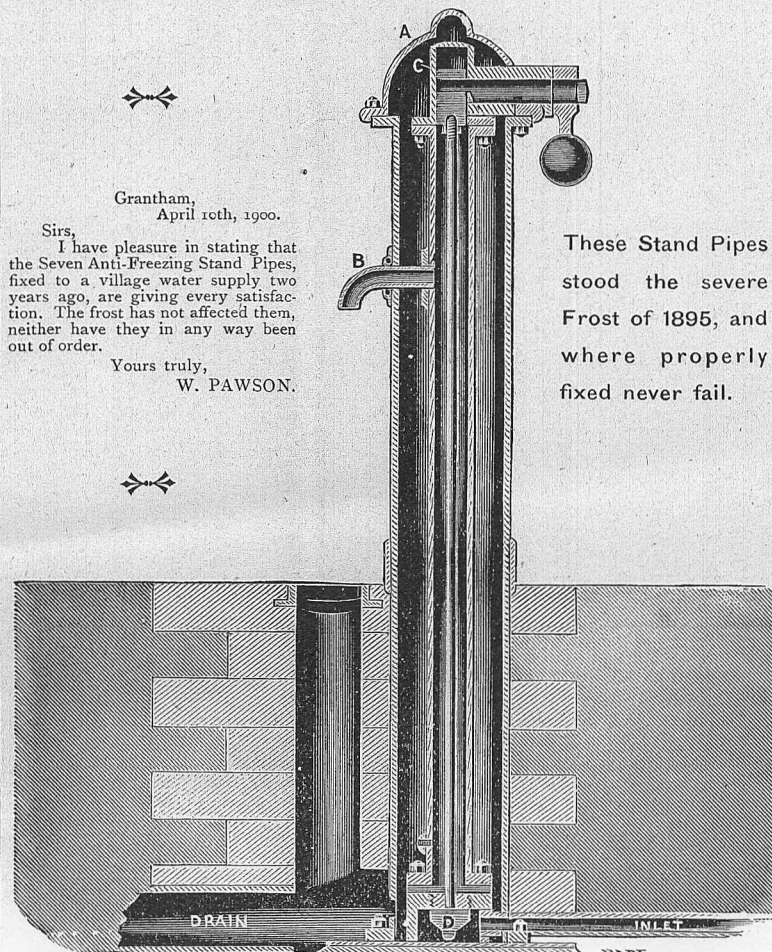 A
C
Grantham,
April 10th, 1900.
Sirs,
I have pleasure in stating that
the Seven Anti-Freezing Stand Pipes,
fixed to a village water supply two
years ago, are giving every satisfac-
tion. The frost has not affected them,
neither have they in any way been
out of order.
Yours truly,
W. PAWSON.
B
These Stand Pipes
stood the severe
Frost of 1895, and
where properly
fixed never fail.
DRAIN
D
INLET